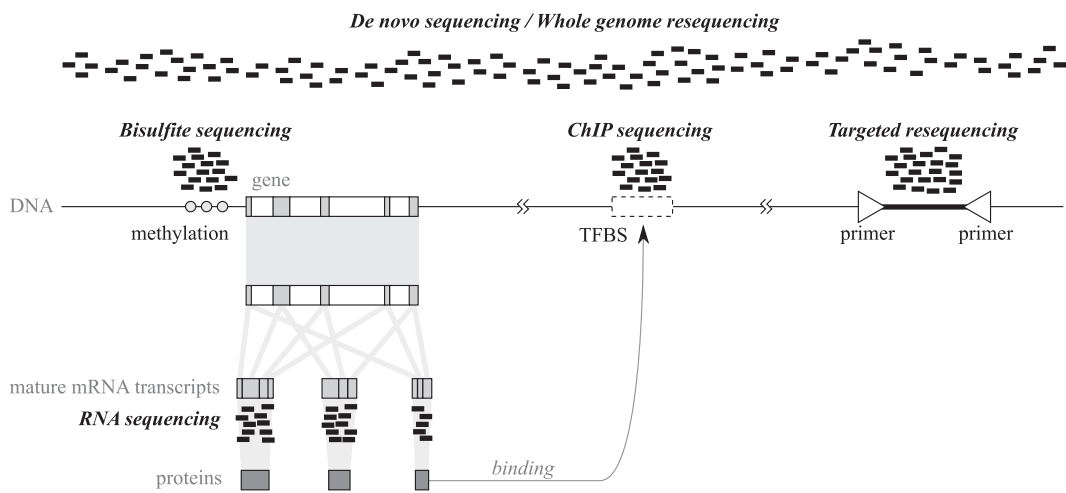 De novo sequencing / Whole genome resequencing
Bisulfite sequencing
ChIP sequencing
Targeted resequencing
gene
DNA
methylation
TFBS
primer
primer
mature mRNA transcripts
RNA sequencing
proteins
binding